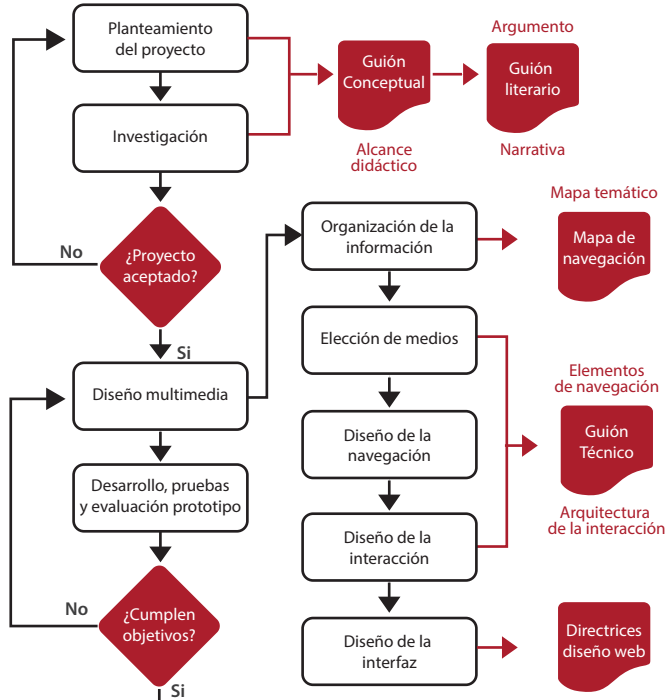 Planteamiento
del proyecto
Investigación
Guión
Conceptual
Alcance
didáctico
Argumento
Guión
literario
Narrativa
¿Proyecto
aceptado?
No
Si
Diseño multimedia
Desarrollo, pruebas
y evaluación prototipo
¿Cumplen
objetivos?
No
Si
Organización de la
información
Mapa temático
Mapa de
navegación
Elección de medios
Diseño de la
navegación
Diseño de la
interacción
Elementos
de navegación
Guión
Técnico
Arquitectura
de la interacción
Diseño de la
interfaz
Directrices
diseño web